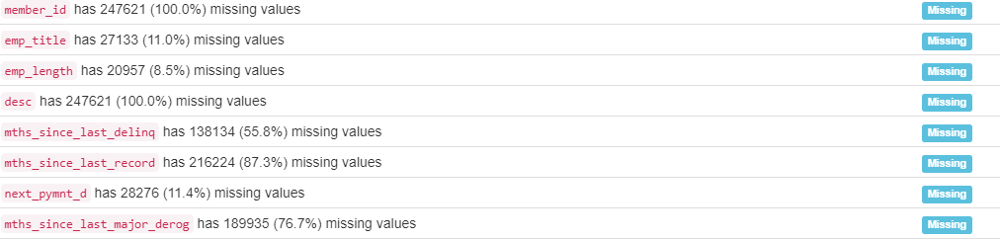 member_id has 247621 (100.0%) missing values Missing
emp_title has 27133 (11.0%) missing values Missing
emp_length has 20957 (8.5%) missing values Missing
desc has 247621 (100.0%) missing values Missing
mths_since_last_delinq has 138134 (55.8%) missing values Missing
mths_since_last_record has 216224 (87.3%) missing values Missing
next_pymnt_d has 28276 (11.4%) missing values Missing
mths_since_last_major_derog has 189935 (76.7%) missing values Missing